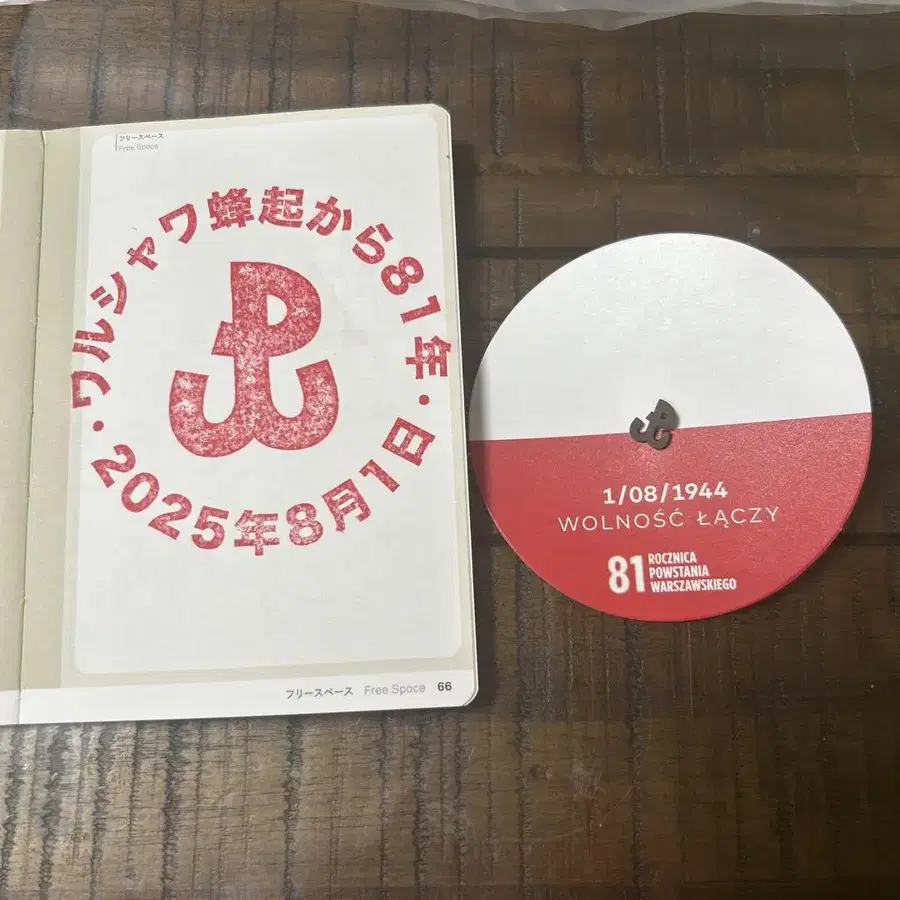 フリースペース
Free Space
・ワルシャワ蜂起から81年・
2025年8月1日
フリースペース Free Space 66
1/08/1944
WOLNOŚĆ ŁĄCZY
81 ROCZNICA
POWSTANIA
WARSZAWSKIEGO